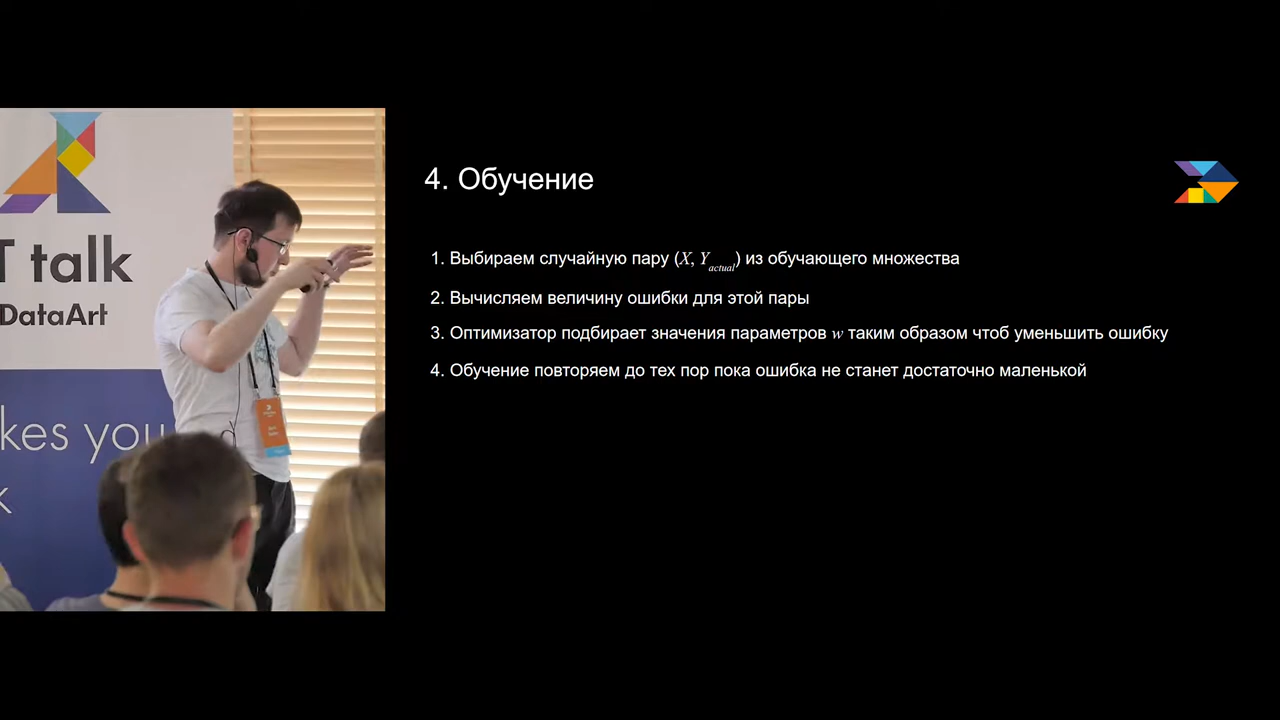 T talk
DataArt
kes you
k
4. Обучение
1. Выбираем случайную пару (X, Y_actual) из обучающего множества
2. Вычисляем величину ошибки для этой пары
3. Оптимизатор подбирает значения параметров w таким образом чтоб уменьшить ошибку
4. Обучение повторяем до тех пор пока ошибка не станет достаточно маленькой